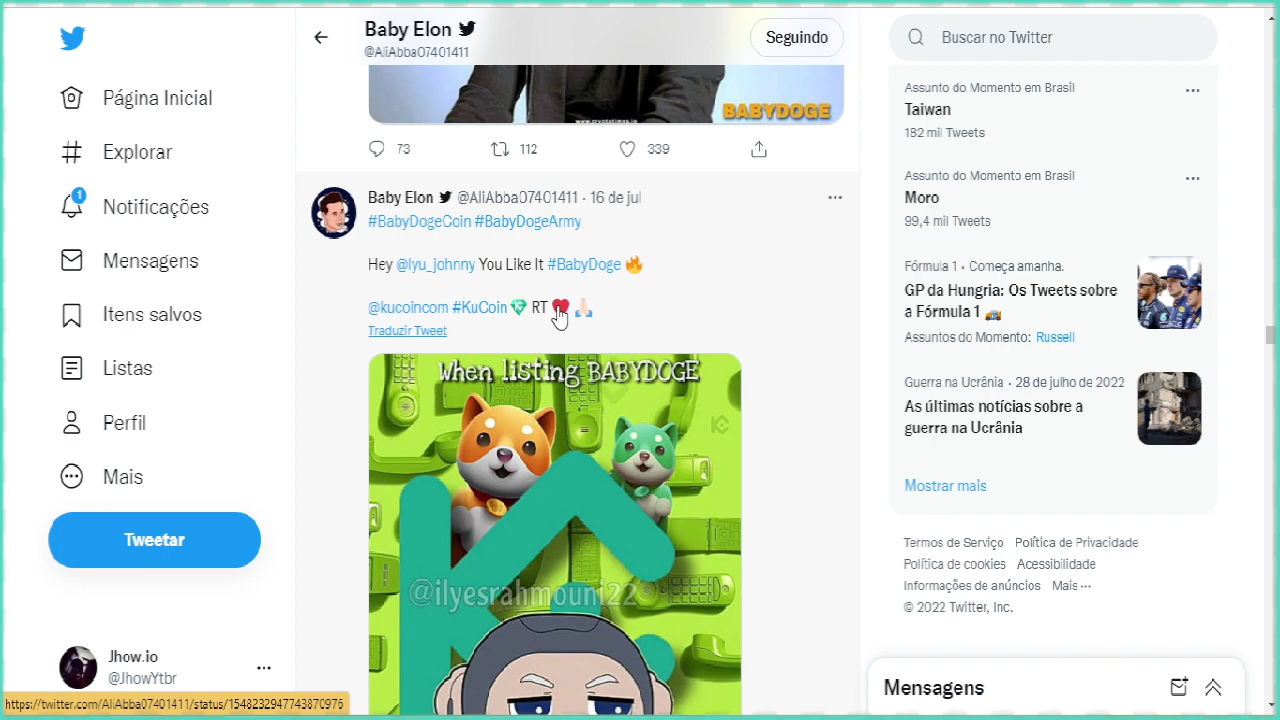 Baby Elon
@AliAbba07401411
Seguindo
Buscar no Twitter
Página Inicial
Explorar
1
Notificações
Mensagens
Itens salvos
Listas
Perfil
Mais
Tweetar
Jhow.io
@JhowYtbr
https://twitter.com/AliAbba07401411/status/1548232947743870976
BABYDOGE
www.cryptotimes.io
73
112
339
Baby Elon @AliAbba07401411 · 16 de jul
#BabyDogeCoin #BabyDogeArmy
Hey @lyu_johnny You Like It #BabyDoge 🔥
@kucoincom #KuCoin RT
Traduzir Tweet
When listing BABYDOGE
@ilyesrahmouni22
Assunto do Momento em Brasil
Taiwan
182 mil Tweets
Assunto do Momento em Brasil
Moro
99,4 mil Tweets
Fórmula 1 · Começa amanha.
GP da Hungria: Os Tweets sobre
a Fórmula 1
Assuntos do Momento: Russell
Guerra na Ucrânia · 28 de julho de 2022
As últimas notícias sobre a
guerra na Ucrânia
Mostrar mais
Termos de Serviço Política de Privacidade
Política de cookies Acessibilidade
Informações de anúncios Mais ···
© 2022 Twitter, Inc.
Mensagens